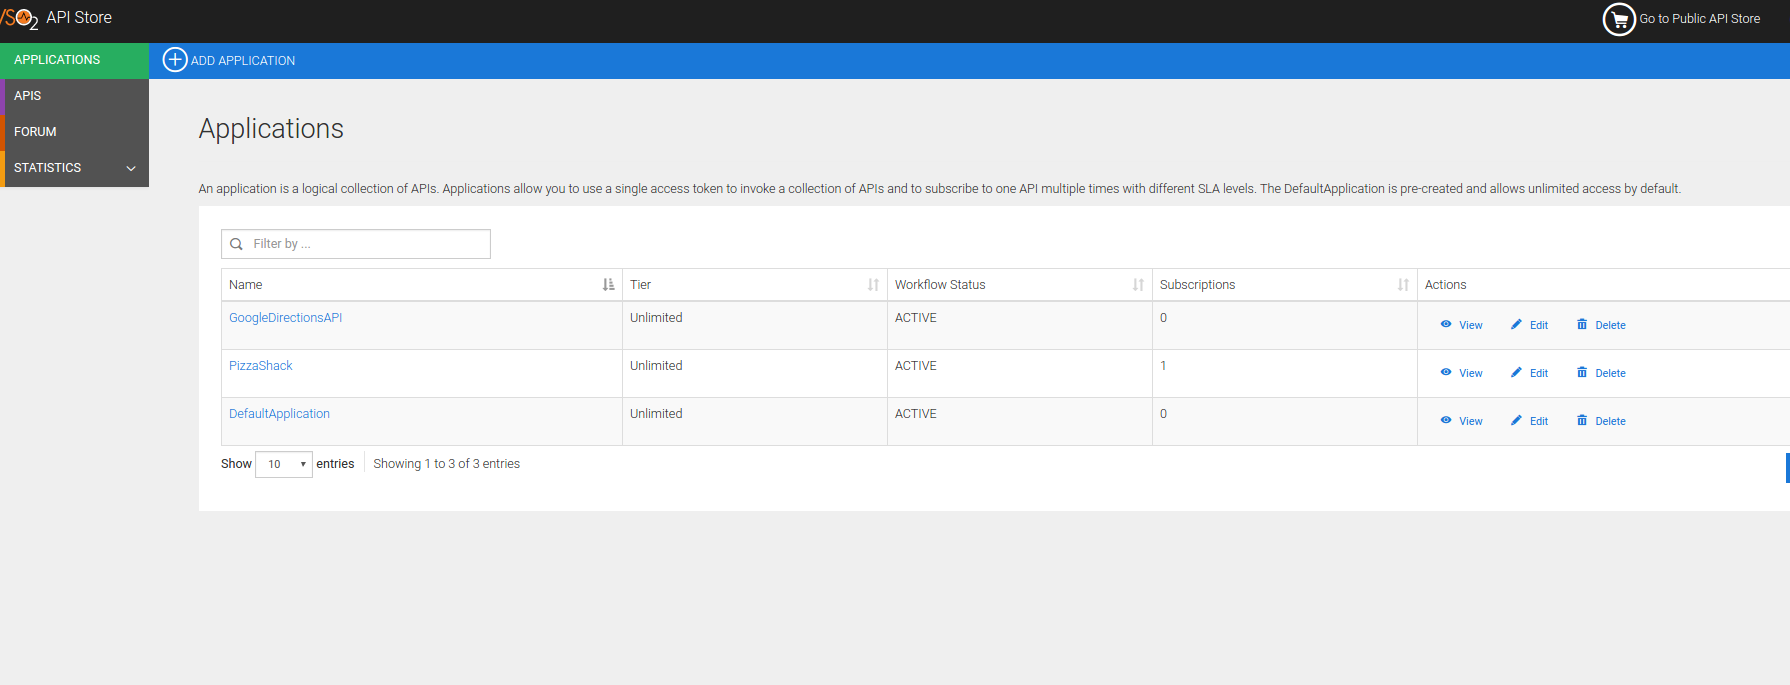 WSO2 API Store
Go to Public API Store
APPLICATIONS
ADD APPLICATION
APIS
FORUM
STATISTICS
Applications
An application is a logical collection of APIs. Applications allow you to use a single access token to invoke a collection of APIs and to subscribe to one API multiple times with different SLA levels. The DefaultApplication is pre-created and allows unlimited access by default.
Filter by ...
Name Tier Workflow Status Subscriptions Actions
GoogleDirectionsAPI Unlimited ACTIVE 0 View Edit Delete
PizzaShack Unlimited ACTIVE 1 View Edit Delete
DefaultApplication Unlimited ACTIVE 0 View Edit Delete
Show 10 entries Showing 1 to 3 of 3 entries